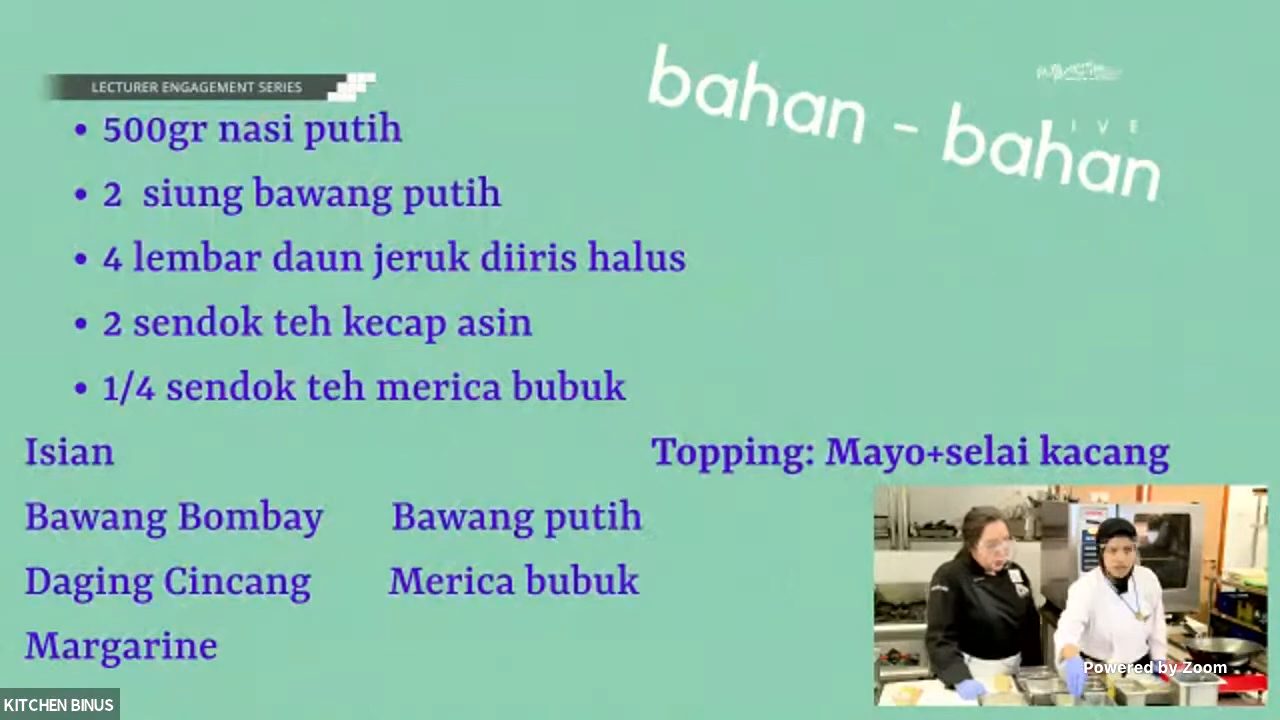 LECTURER ENGAGEMENT SERIES
bahan - bahan
I V E
• 500gr nasi putih
• 2 siung bawang putih
• 4 lembar daun jeruk diiris halus
• 2 sendok teh kecap asin
• 1/4 sendok teh merica bubuk
Isian
Topping: Mayo+selai kacang
Bawang Bombay Bawang putih
Daging Cincang Merica bubuk
Margarine
Powered by Zoom
KITCHEN BINUS